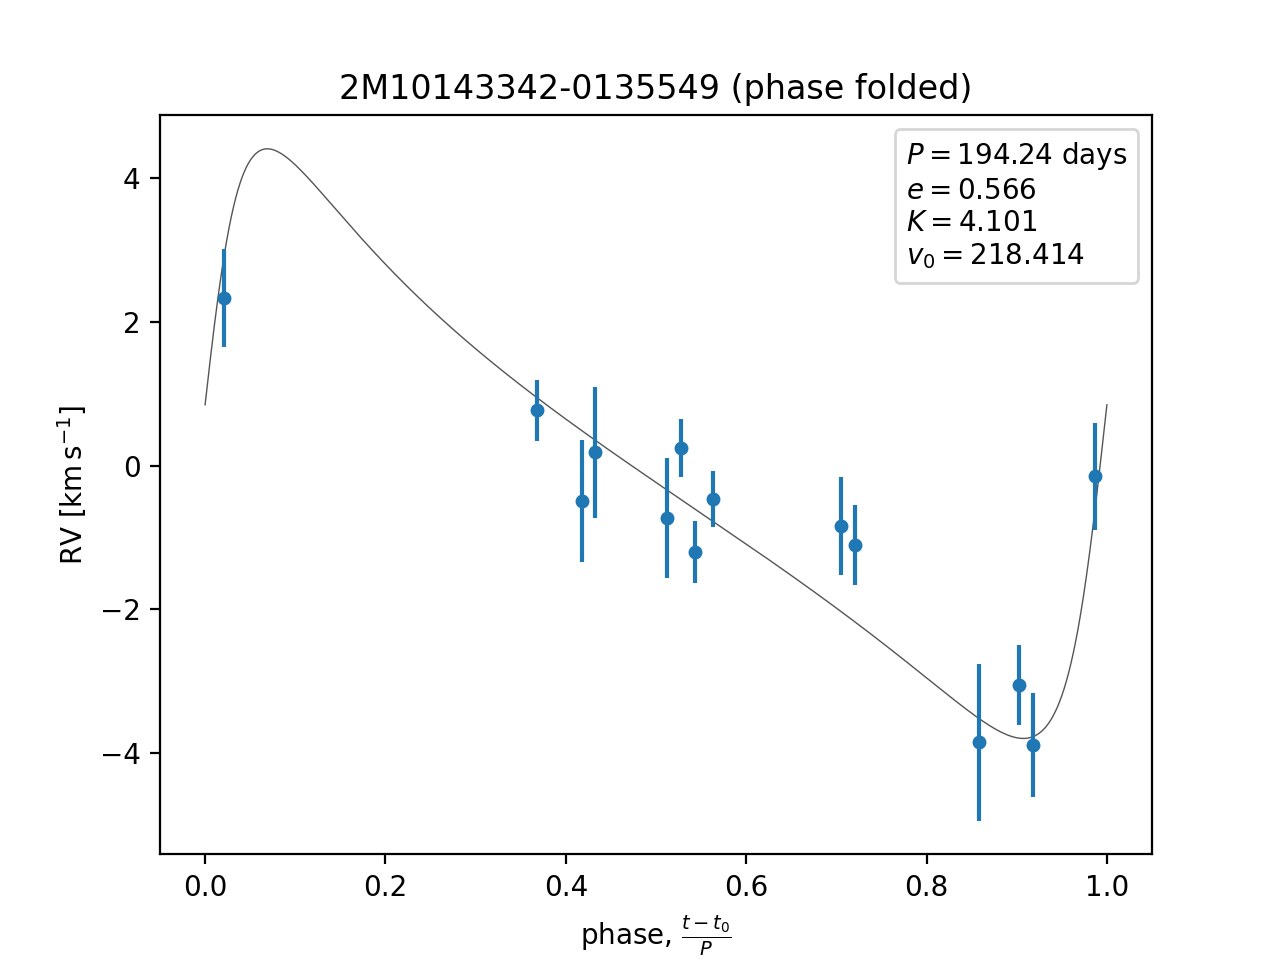 2M10143342-0135549 (phase folded)
P = 194.24 days
e = 0.566
K = 4.101
v₀ = 218.414
RV [km s⁻¹]
4
2
0
−2
−4
0.0 0.2 0.4 0.6 0.8 1.0
phase, (t − t₀)/P